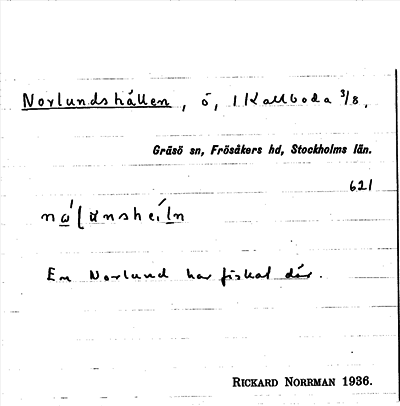 Norlundshällen, ö, 1 Kallboda 3/8.
Gräsö sn, Frösåkers hd, Stockholms län.
621
En Norlund har fiskat där.
RICKARD NORRMAN 1936.